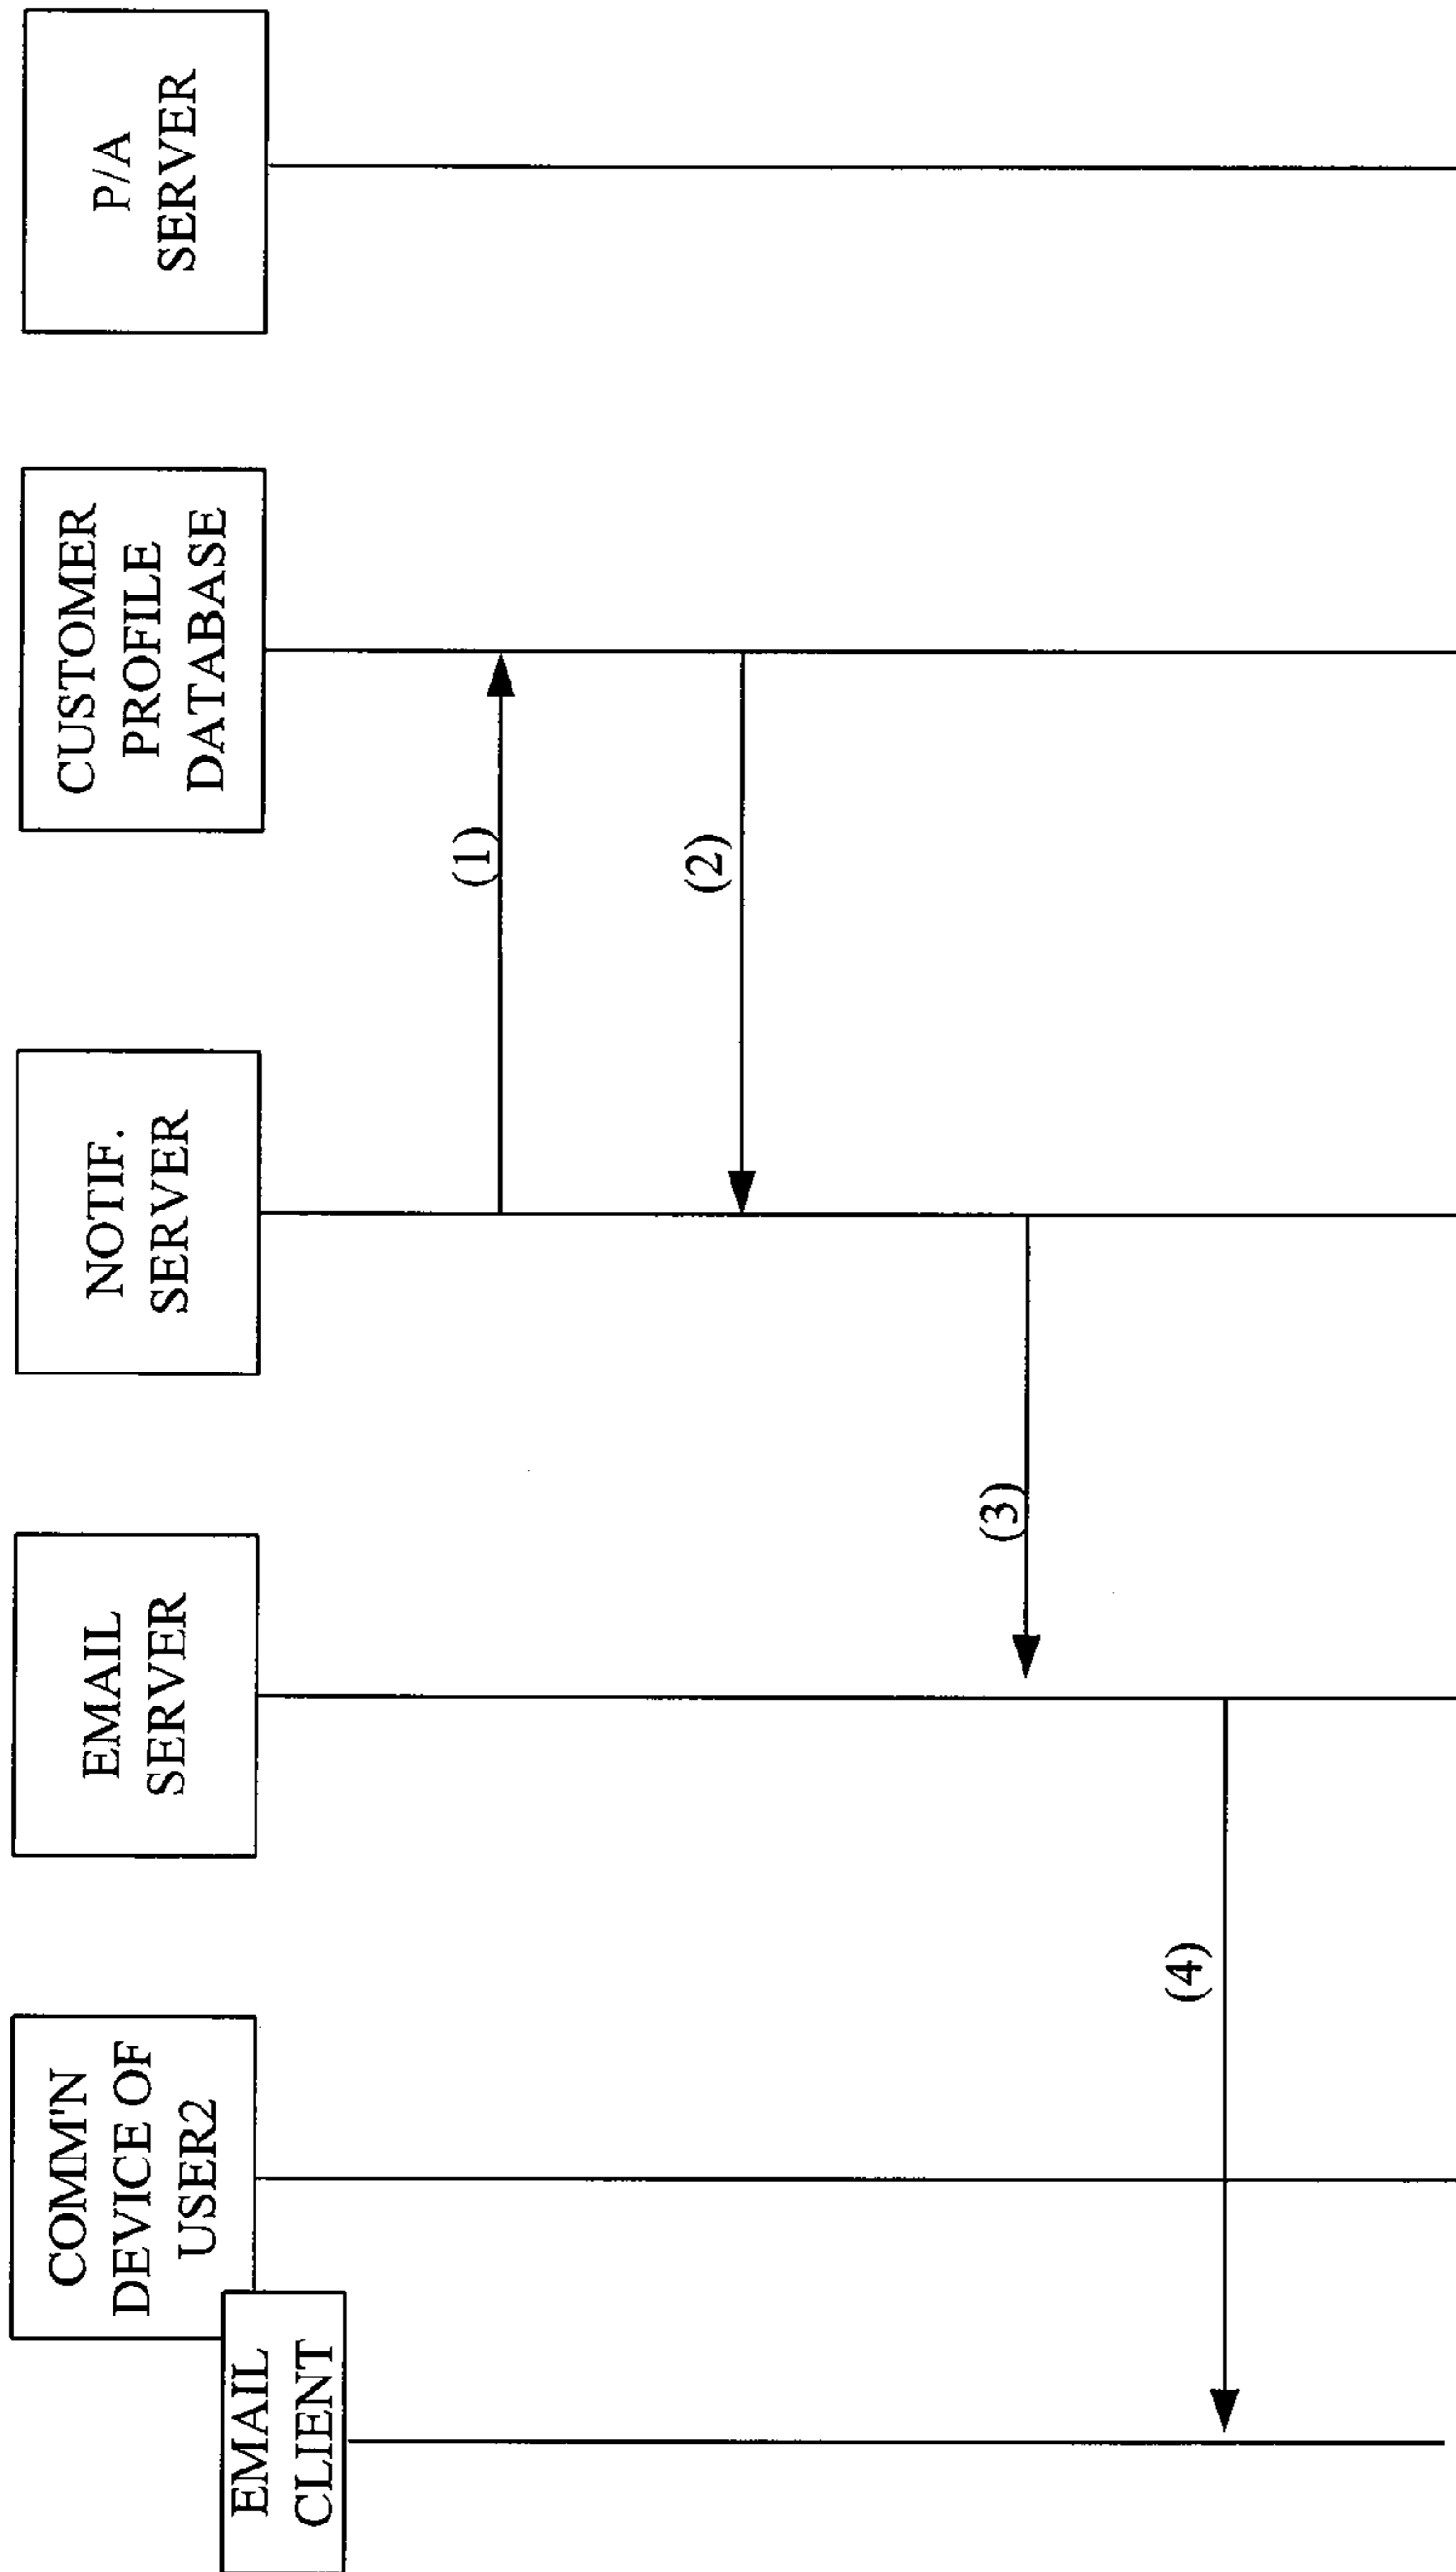 COMM'N
DEVICE OF
USER2
EMAIL
CLIENT
EMAIL
SERVER
NOTIF.
SERVER
CUSTOMER
PROFILE
DATABASE
P/A
SERVER
(1)
(2)
(3)
(4)